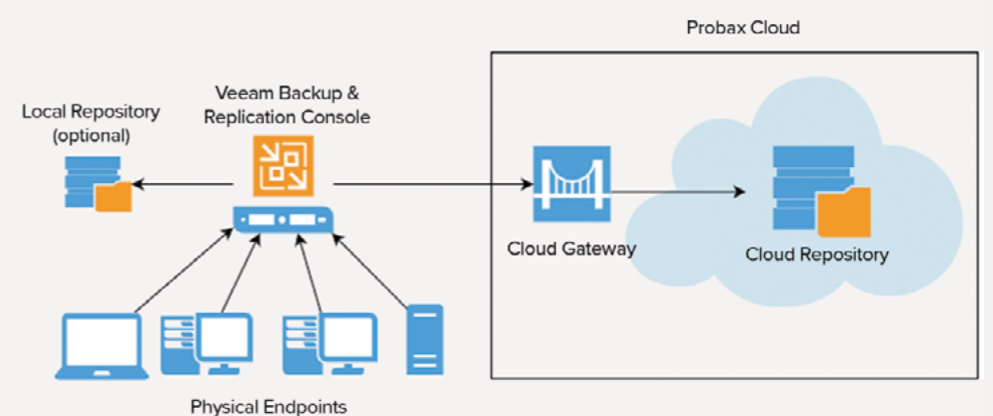 Probax Cloud
Veeam Backup &
Replication Console
Local Repository
(optional)
Cloud Gateway
Cloud Repository
Physical Endpoints